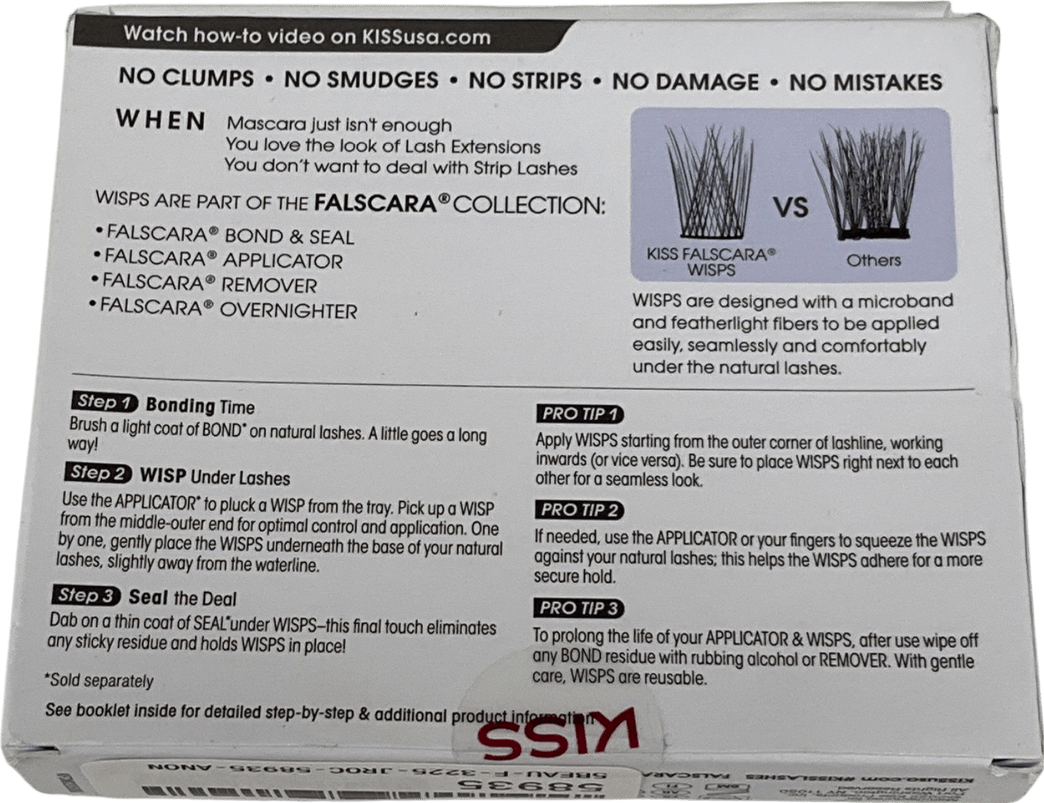 Watch how-to video on KISSusa.com
NO CLUMPS • NO SMUDGES • NO STRIPS • NO DAMAGE • NO MISTAKES
WHEN Mascara just isn't enough
You love the look of Lash Extensions
You don't want to deal with Strip Lashes
WISPS ARE PART OF THE FALSCARA® COLLECTION:
• FALSCARA® BOND & SEAL
• FALSCARA® APPLICATOR
• FALSCARA® REMOVER
• FALSCARA® OVERNIGHTER
VS
KISS FALSCARA®
WISPS
Others
WISPS are designed with a microband
and featherlight fibers to be applied
easily, seamlessly and comfortably
under the natural lashes.
Step 1 Bonding Time
Brush a light coat of BOND* on natural lashes. A little goes a long
way!
Step 2 WISP Under Lashes
Use the APPLICATOR* to pluck a WISP from the tray. Pick up a WISP
from the middle-outer end for optimal control and application. One
by one, gently place the WISPS underneath the base of your natural
lashes, slightly away from the waterline.
Step 3 Seal the Deal
Dab on a thin coat of SEAL*under WISPS–this final touch eliminates
any sticky residue and holds WISPS in place!
*Sold separately
See booklet inside for detailed step-by-step & additional product information
PRO TIP 1
Apply WISPS starting from the outer corner of lashline, working
inwards (or vice versa). Be sure to place WISPS right next to each
other for a seamless look.
PRO TIP 2
If needed, use the APPLICATOR or your fingers to squeeze the WISPS
against your natural lashes; this helps the WISPS adhere for a more
secure hold.
PRO TIP 3
To prolong the life of your APPLICATOR & WISPS, after use wipe off
any BOND residue with rubbing alcohol or REMOVER. With gentle
care, WISPS are reusable.
KISS
58935
5BEAU-F-3225-JROC-58935-ANON
KISSusa.com #KISSLASHES
All Rights Reserved